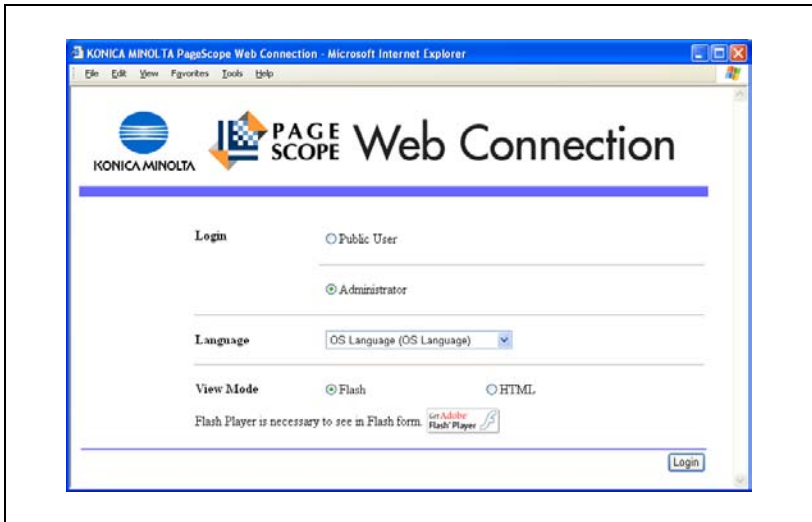 KONICA MINOLTA PageScope Web Connection - Microsoft Internet Explorer
File Edit View Favorites Tools Help
KONICA MINOLTA
PAGE SCOPE Web Connection
Login
Public User
Administrator
Language
OS Language (OS Language)
View Mode
Flash
HTML
Flash Player is necessary to see in Flash form.
Get Adobe
Flash Player
Login